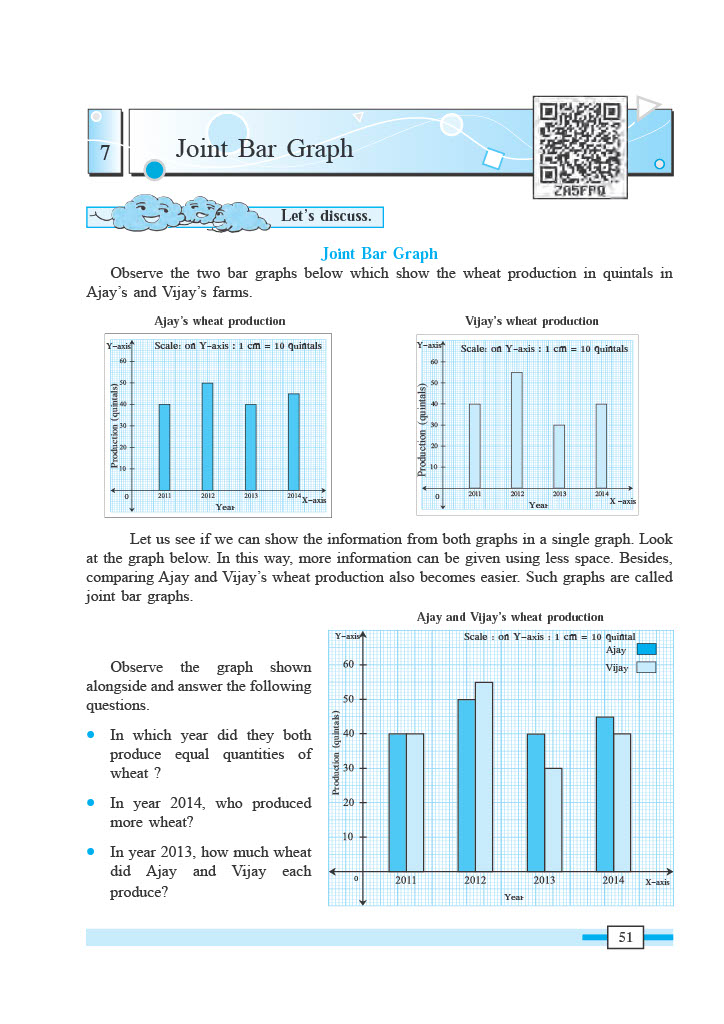 7
Joint Bar Graph
ZA5FPQ
Let's discuss.
Joint Bar Graph
Observe the two bar graphs below which show the wheat production in quintals in
Ajay's and Vijay's farms.
Ajay's wheat production
Y-axis
Scale: on Y-axis : 1 cm = 10 quintals
60
50
40
30
20
10
0
Production (quintals)
2011 2012 2013 2014
X-axis
Year
Vijay's wheat production
Y-axis
Scale: on Y-axis : 1 cm = 10 quintals
60
50
40
30
20
10
0
Production (quintals)
2011 2012 2013 2014
X -axis
Year
Let us see if we can show the information from both graphs in a single graph. Look
at the graph below. In this way, more information can be given using less space. Besides,
comparing Ajay and Vijay's wheat production also becomes easier. Such graphs are called
joint bar graphs.
Observe the graph shown
alongside and answer the following
questions.
• In which year did they both
produce equal quantities of
wheat ?
• In year 2014, who produced
more wheat?
• In year 2013, how much wheat
did Ajay and Vijay each
produce?
Ajay and Vijay's wheat production
Y-axis
Scale : on Y-axis : 1 cm = 10 quintal
Ajay
Vijay
60
50
40
30
20
10
0
Production (quintals)
2011 2012 2013 2014
X-axis
Year
51